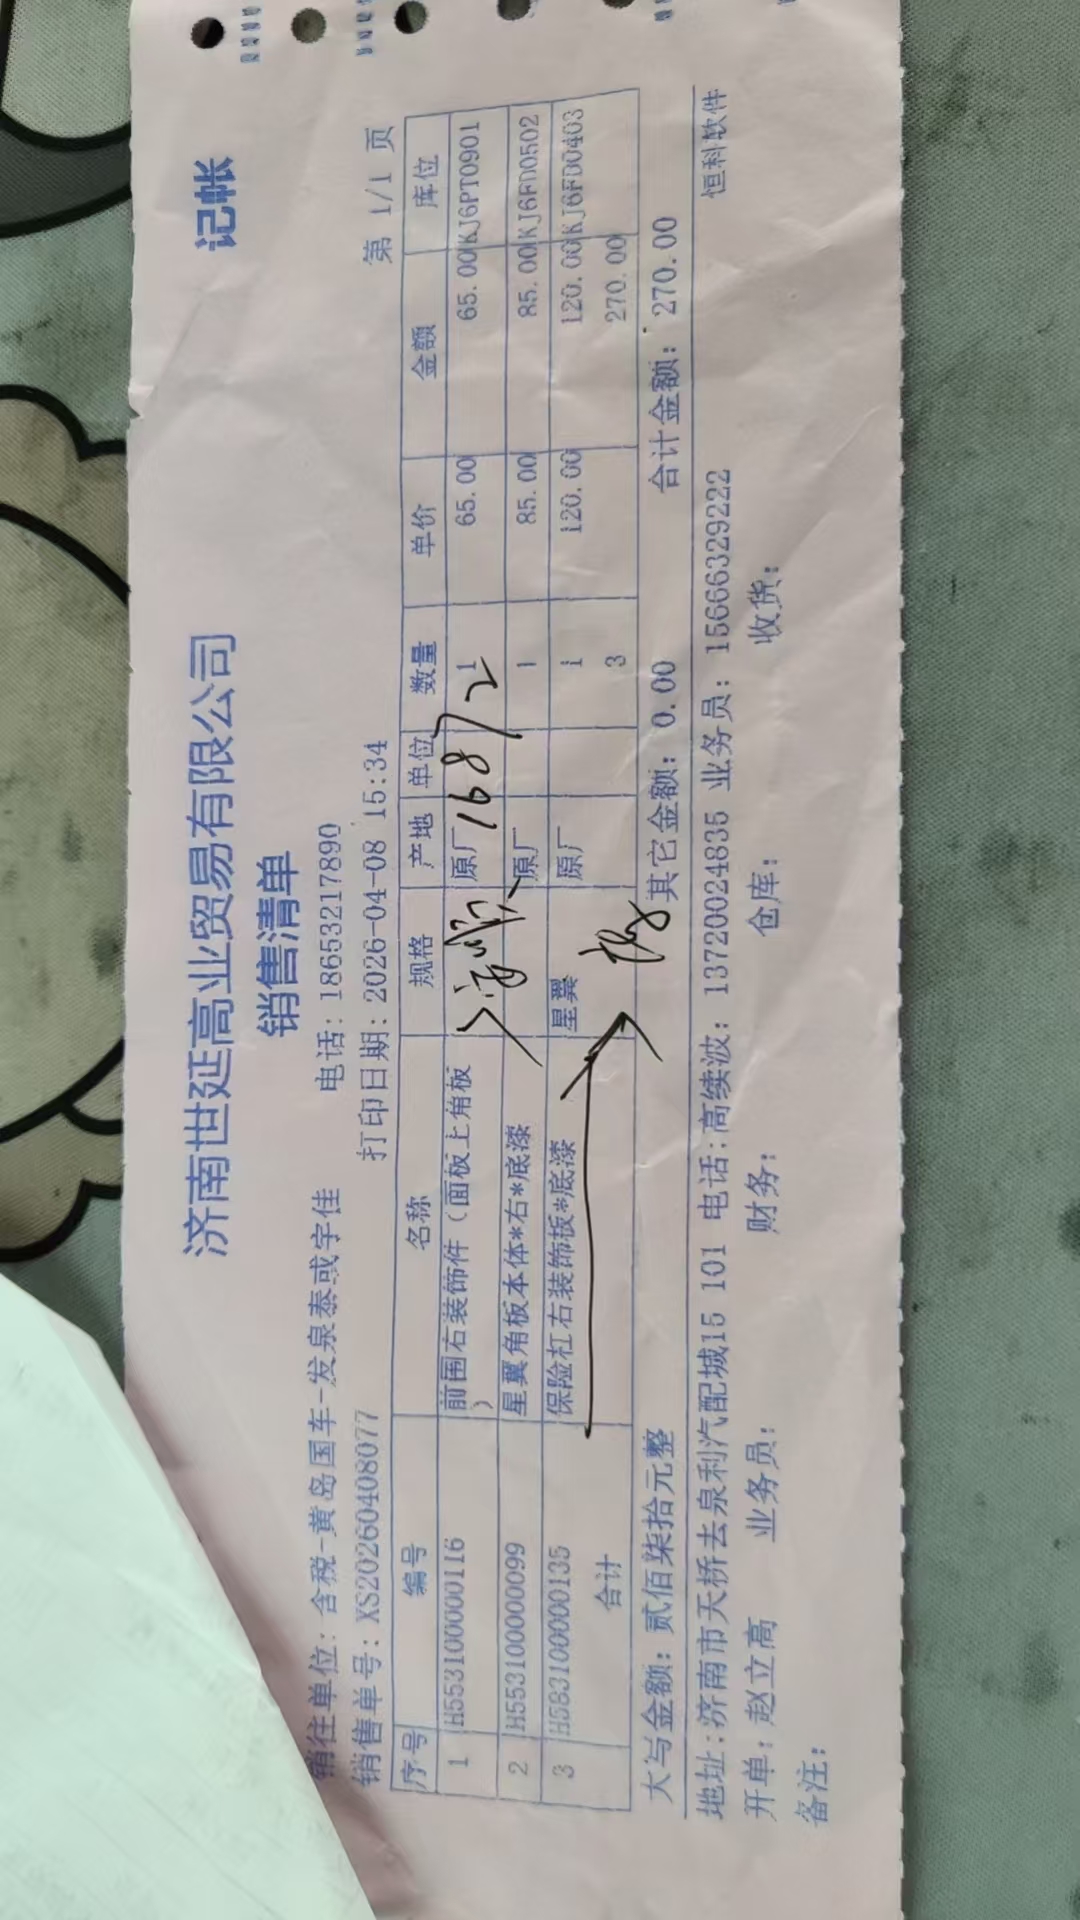 记帐
济南世延高业贸易有限公司
销售清单
销往单位: 含税-黄岛国车-发泉泰或宇佳 电话: 18653217890
销售单号: XS20260408077 打印日期: 2026-04-08 15:34 第 1/1 页
序号 编号 名称 规格 产地 单位 数量 单价 金额 库位
1 H553100000116 前围右装饰件（面板上角板） 原厂 1 65.00 65.00 KJ6PT0901
2 H553100000099 星翼角板本体*右*底漆 原厂 1 85.00 85.00 KJ6FD0502
3 H583100000135 保险杠右装饰板*底漆 星翼 原厂 1 120.00 120.00 KJ6FD0403
合计 3 270.00
1687
大写金额: 贰佰柒拾元整 其它金额: 0.00 合计金额: 270.00
地址:济南市天桥去泉利汽配城15 101 电话:高续波: 13720024835 业务员: 15666329222 恒科软件
开单: 赵立高 业务员: 财务: 仓库: 收货:
备注: